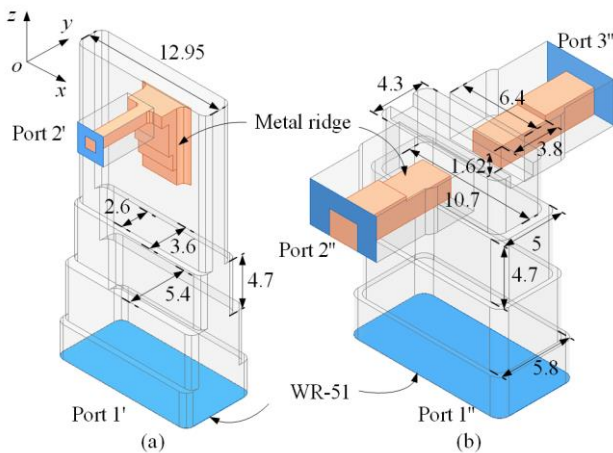 z
y
o
x
12.95
Port 2'
Metal ridge
2.6
3.6
5.4
4.7
Port 1'
(a)
WR-51
Port 3"
4.3
6.4
3.8
1.62
10.7
Port 2"
5
4.7
5.8
Port 1"
(b)